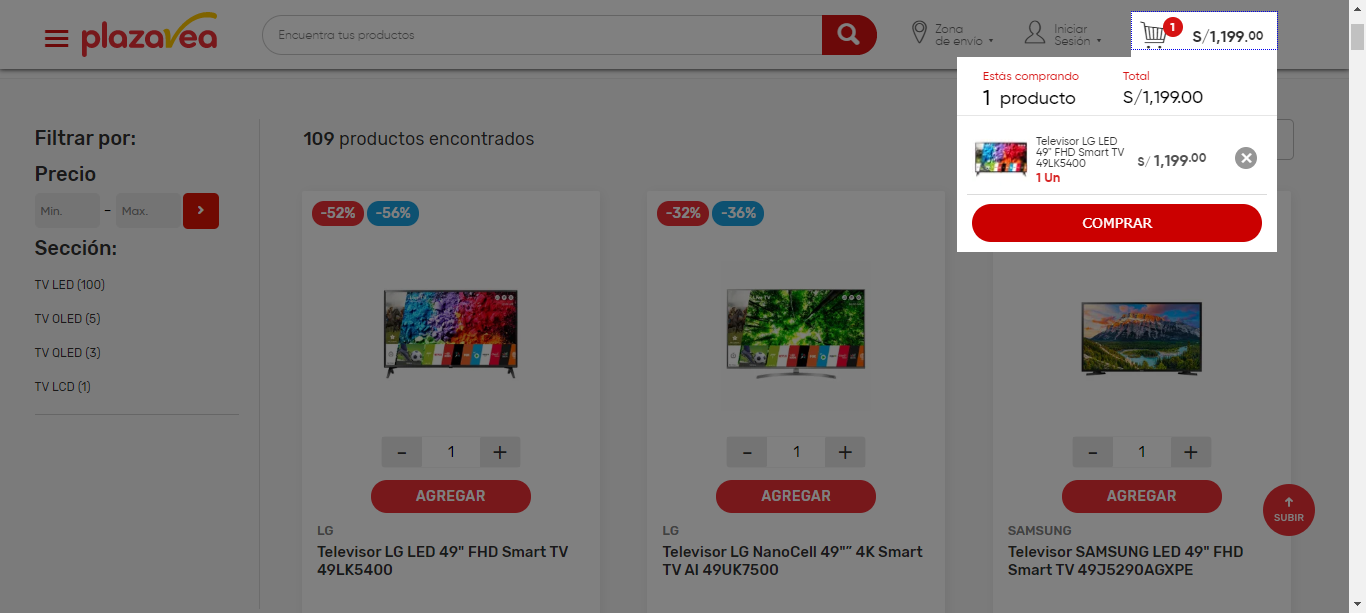 plazavea
Encuentra tus productos
Zona
de envío
Iniciar
Sesión
1
S/1,199.00
Estás comprando
Total
1 producto
S/1,199.00
Televisor LG LED
49" FHD Smart TV
49LK5400
1 Un
S/ 1,199.00
COMPRAR
Filtrar por:
Precio
Min. - Max. >
Sección:
TV LED (100)
TV OLED (5)
TV QLED (3)
TV LCD (1)
109 productos encontrados
-52% -56%
- 1 +
AGREGAR
LG
Televisor LG LED 49" FHD Smart TV
49LK5400
-32% -36%
- 1 +
AGREGAR
LG
Televisor LG NanoCell 49"” 4K Smart
TV AI 49UK7500
- 1 +
AGREGAR
SAMSUNG
Televisor SAMSUNG LED 49" FHD
Smart TV 49J5290AGXPE
SUBIR